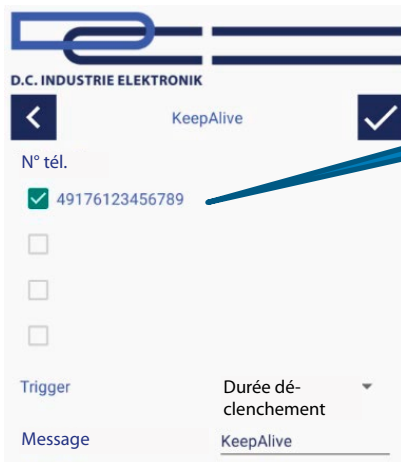 D.C. INDUSTRIE ELEKTRONIK
KeepAlive
N° tél.
49176123456789
Trigger
Durée dé-
clenchement
Message
KeepAlive